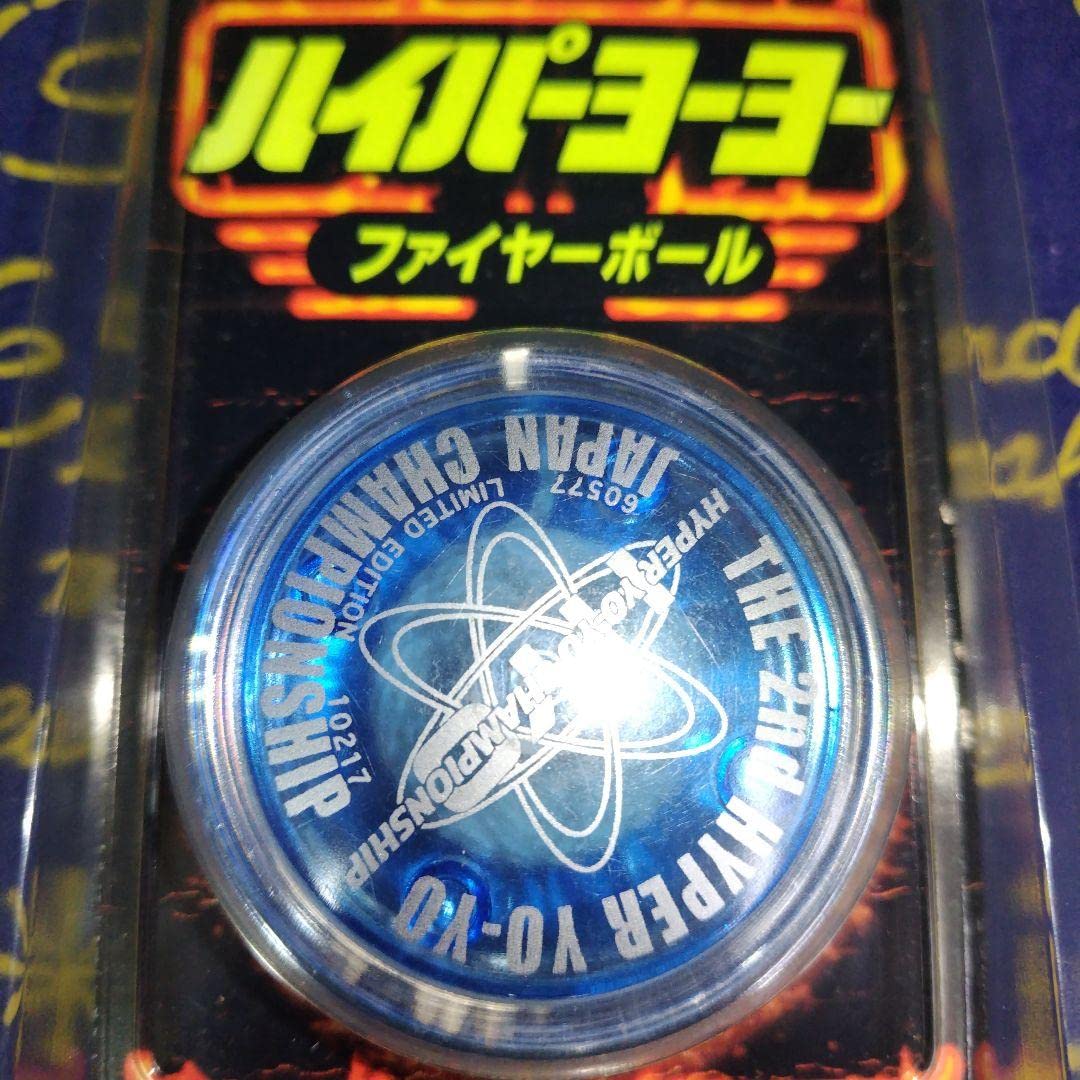 ハイパーヨーヨー
ファイヤーボール
THE 2nd HYPER YO-YO
JAPAN CHAMPIONSHIP
60577
LIMITED EDITION 10217
HYPER YO-YO
CHAMPIONSHIP